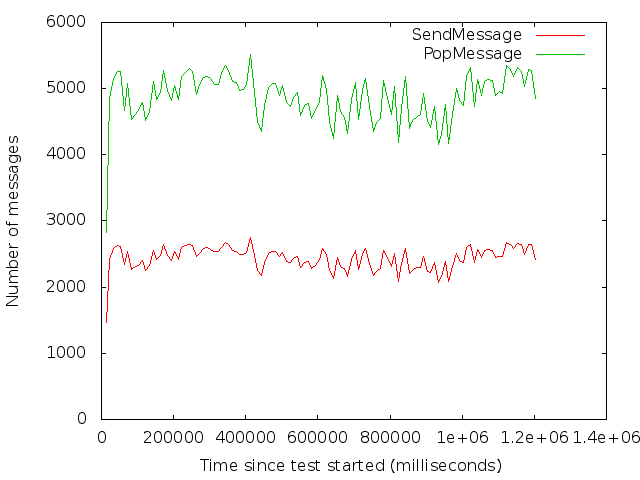 6000
5000
4000
3000
2000
1000
0
Number of messages
SendMessage
PopMessage
0 200000 400000 600000 800000 1e+06 1.2e+06 1.4e+06
Time since test started (milliseconds)